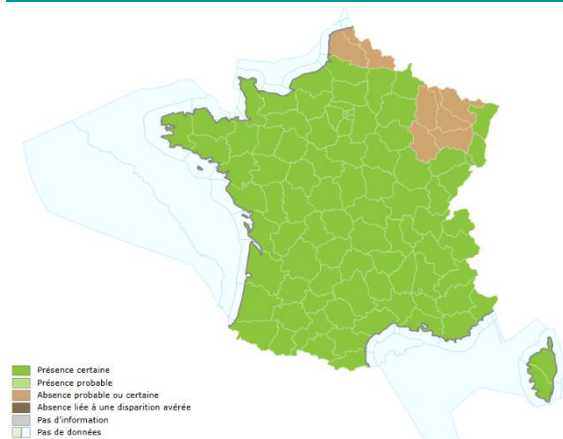 Présence certaine
Présence probable
Absence probable ou certaine
Absence liée à une disparition avérée
Pas d'information
Pas de données